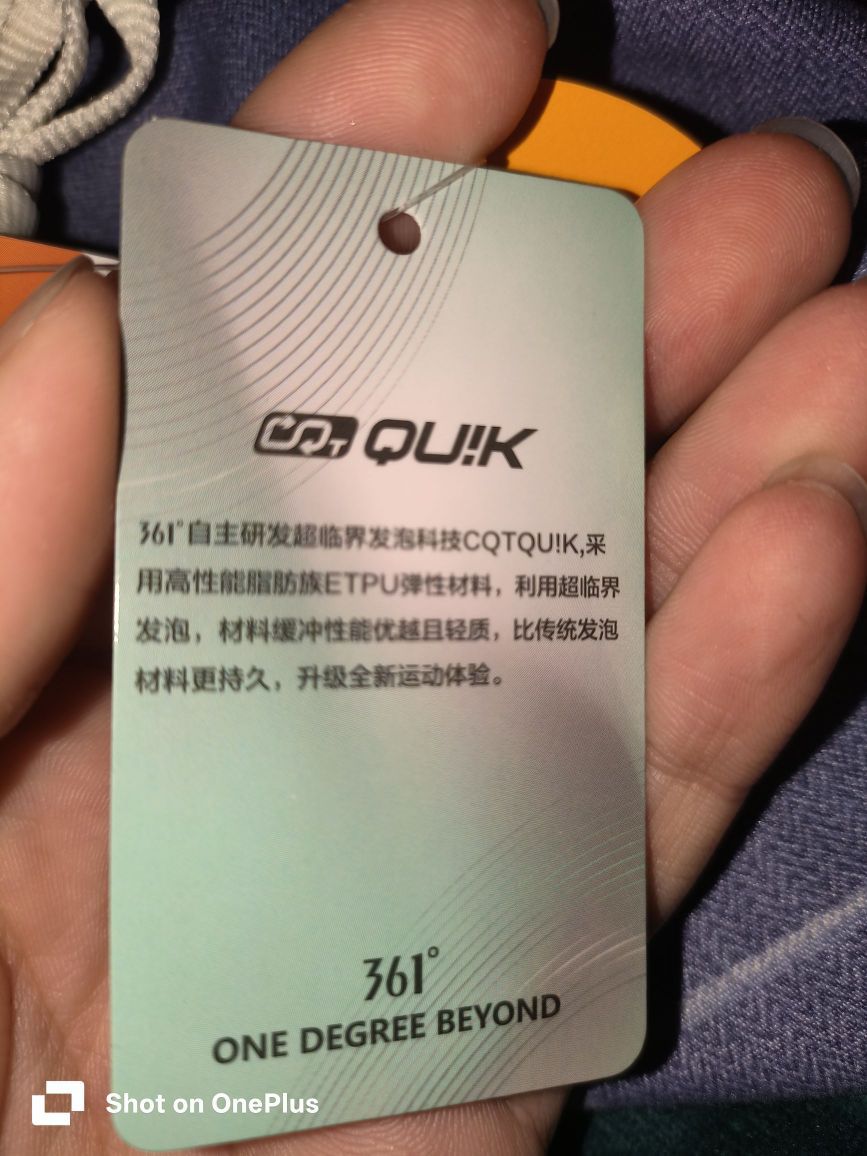 CQT QU!K
361°自主研发超临界发泡科技CQTQU!K,采
用高性能脂肪族ETPU弹性材料，利用超临界
发泡，材料缓冲性能优越且轻质，比传统发泡
材料更持久，升级全新运动体验。
361°
ONE DEGREE BEYOND
Shot on OnePlus